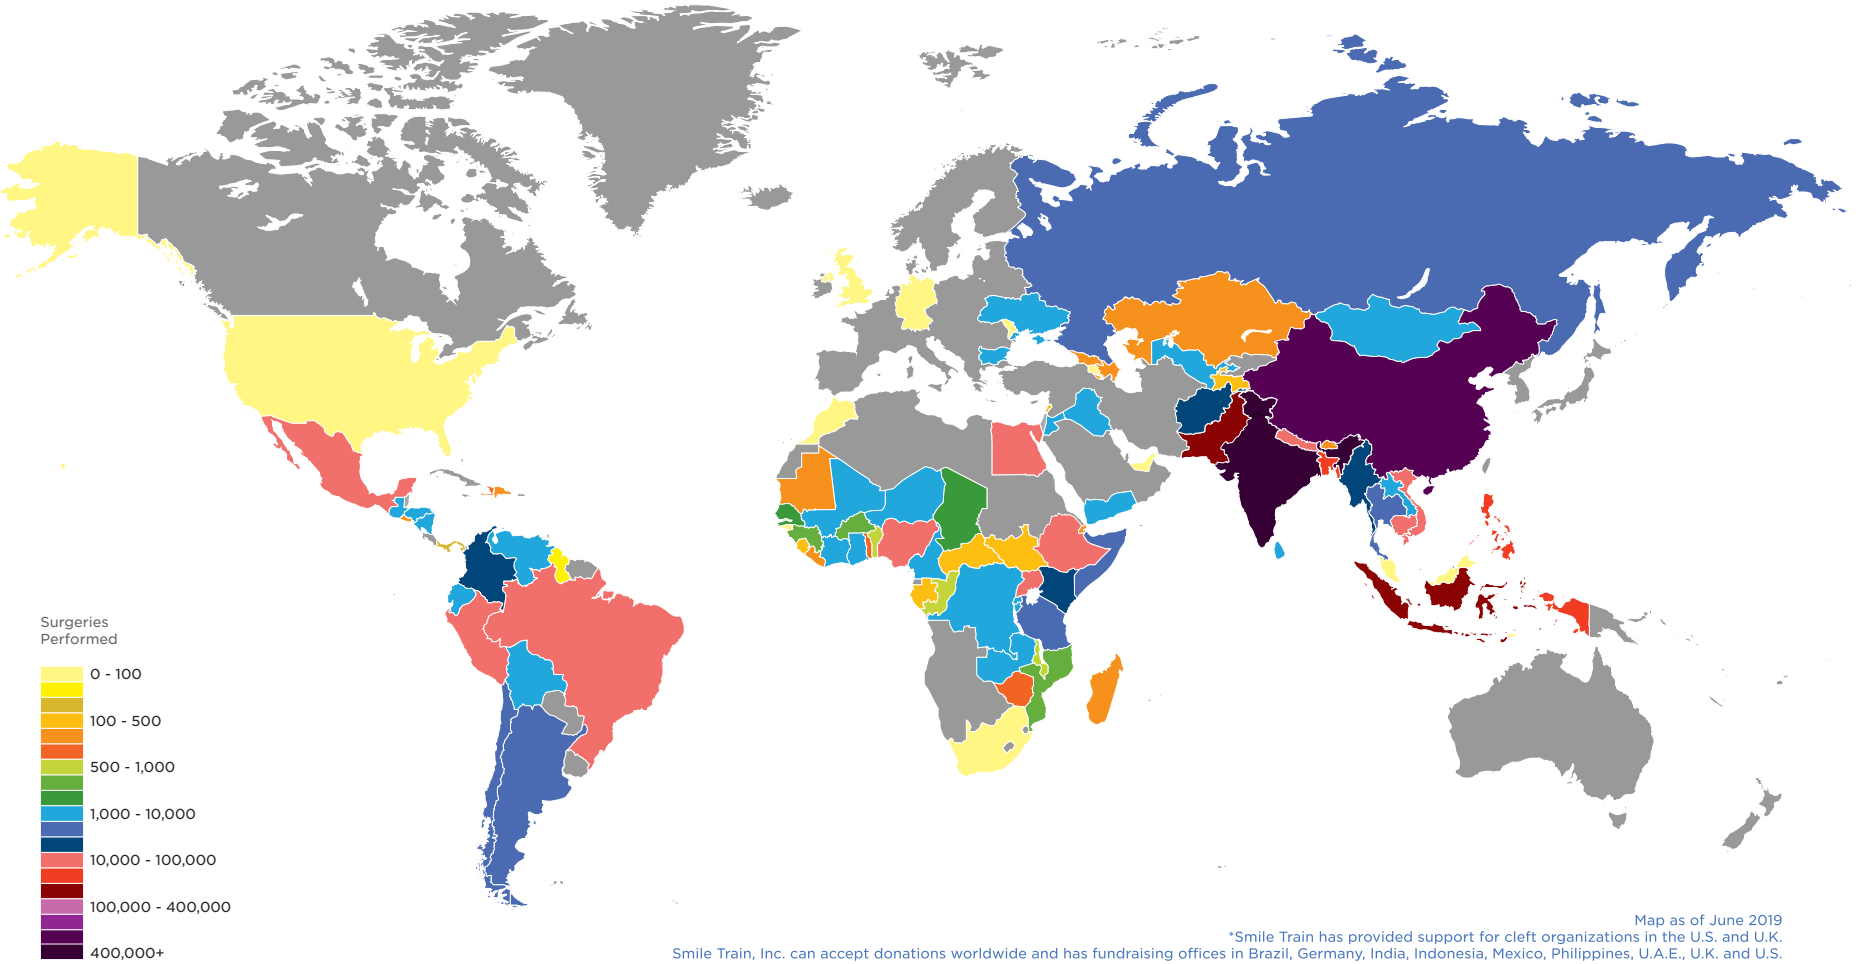 Surgeries
Performed
0 - 100
100 - 500
500 - 1,000
1,000 - 10,000
10,000 - 100,000
100,000 - 400,000
400,000+
Map as of June 2019
*Smile Train has provided support for cleft organizations in the U.S. and U.K.
Smile Train, Inc. can accept donations worldwide and has fundraising offices in Brazil, Germany, India, Indonesia, Mexico, Philippines, U.A.E., U.K. and U.S.